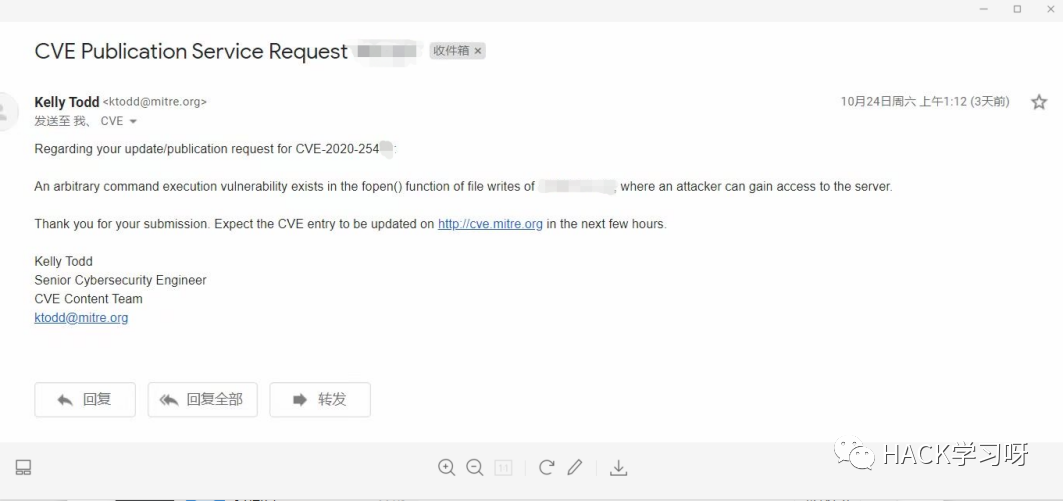 CVE Publication Service Request 收件箱 ×
Kelly Todd <ktodd@mitre.org>
10月24日周六 上午1:12 (3天前)
发送至 我、 CVE
Regarding your update/publication request for CVE-2020-254 :
An arbitrary command execution vulnerability exists in the fopen() function of file writes of , where an attacker can gain access to the server.
Thank you for your submission. Expect the CVE entry to be updated on http://cve.mitre.org in the next few hours.
Kelly Todd
Senior Cybersecurity Engineer
CVE Content Team
ktodd@mitre.org
回复 回复全部 转发
HACK学习呀